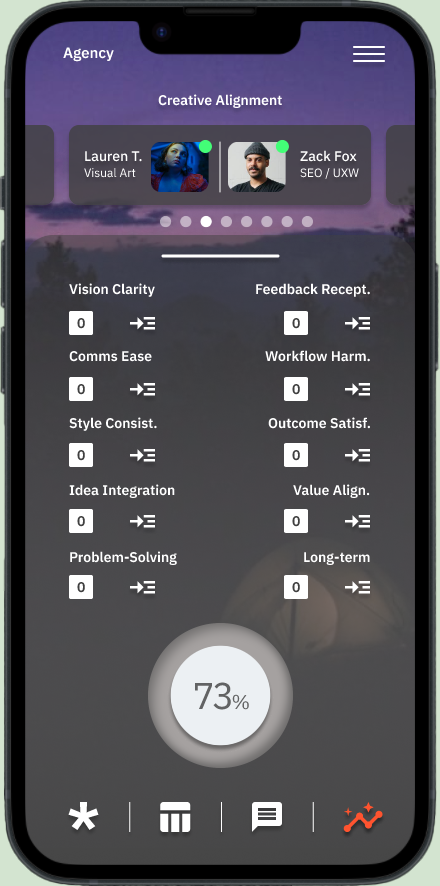 Agency
Creative Alignment
Lauren T.
Visual Art
Zack Fox
SEO / UXW
Vision Clarity
Feedback Recept.
0
0
Comms Ease
Workflow Harm.
0
0
Style Consist.
Outcome Satisf.
0
0
Idea Integration
Value Align.
0
0
Problem-Solving
Long-term
0
0
73%